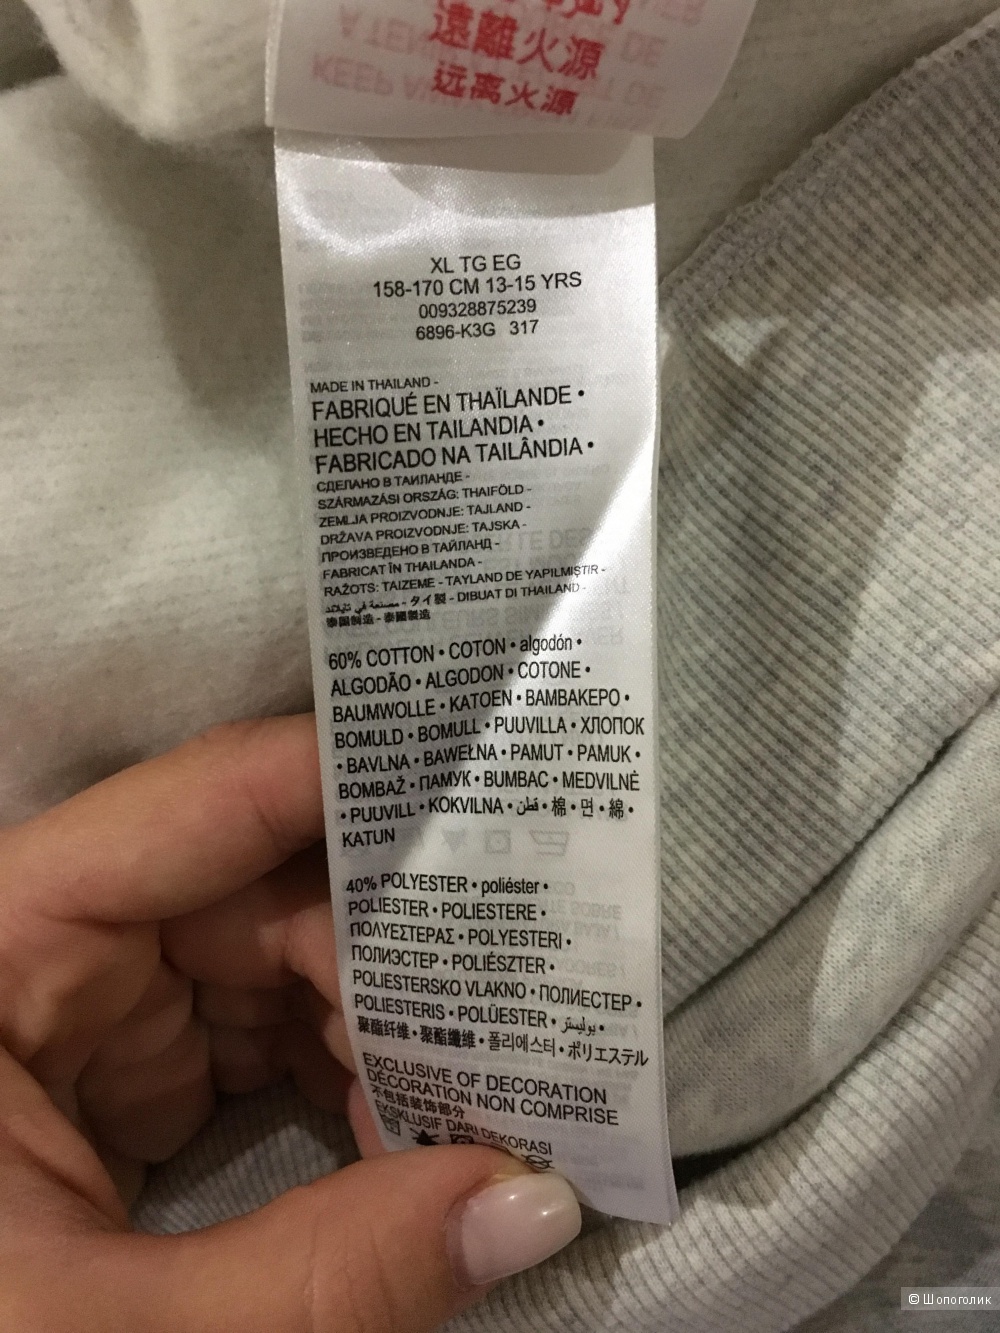 遠離火源
远离火源
XL TG EG
158-170 CM 13-15 YRS
009328875239
6896-K3G 317
MADE IN THAILAND -
FABRIQUÉ EN THAÏLANDE •
HECHO EN TAILANDIA •
FABRICADO NA TAILÂNDIA •
СДЕЛАНО В ТАИЛАНДЕ -
SZÁRMAZÁSI ORSZÁG: THAIFÖLD -
ZEMLJA PROIZVODNJE: TAJLAND -
DRŽAVA PROIZVODNJE: TAJSKA -
ПРОИЗВЕДЕНО В ТАЙЛАНД -
FABRICAT ÎN THAILANDA -
RAŽOTS: TAIZEME - TAYLAND DE YAPILMIŞTIR -
مصنعة في تايلاند - タイ製 - DIBUAT DI THAILAND -
泰国制造 - 泰國製造
60% COTTON • COTON • algodón •
ALGODÃO • ALGODON • COTONE •
BAUMWOLLE • KATOEN • ΒΑΜΒΑΚΕΡΟ •
BOMULD • BOMULL • PUUVILLA • ХЛОПОК
• BAVLNA • BAWEŁNA • PAMUT • PAMUK •
BOMBAŽ • ПАМУК • BUMBAC • MEDVILNĖ
• PUUVILL • KOKVILNA • قطن • 棉 • 면 • 綿 •
KATUN
40% POLYESTER • poliéster •
POLIESTER • POLIESTERE •
ΠΟΛΥΕΣΤΕΡΑΣ • POLYESTERI •
ПОЛИЭСТЕР • POLIÉSZTER •
POLIESTERSKO VLAKNO • ПОЛИЕСТЕР •
POLIESTERIS • POLÜESTER • بوليستر •
聚酯纤维 • 聚酯纖維 • 폴리에스터 • ポリエステル
EXCLUSIVE OF DECORATION
DÉCORATION NON COMPRISE
不包括装饰部分
EKSKLUSIF DARI DEKORASI
© Шопоголик